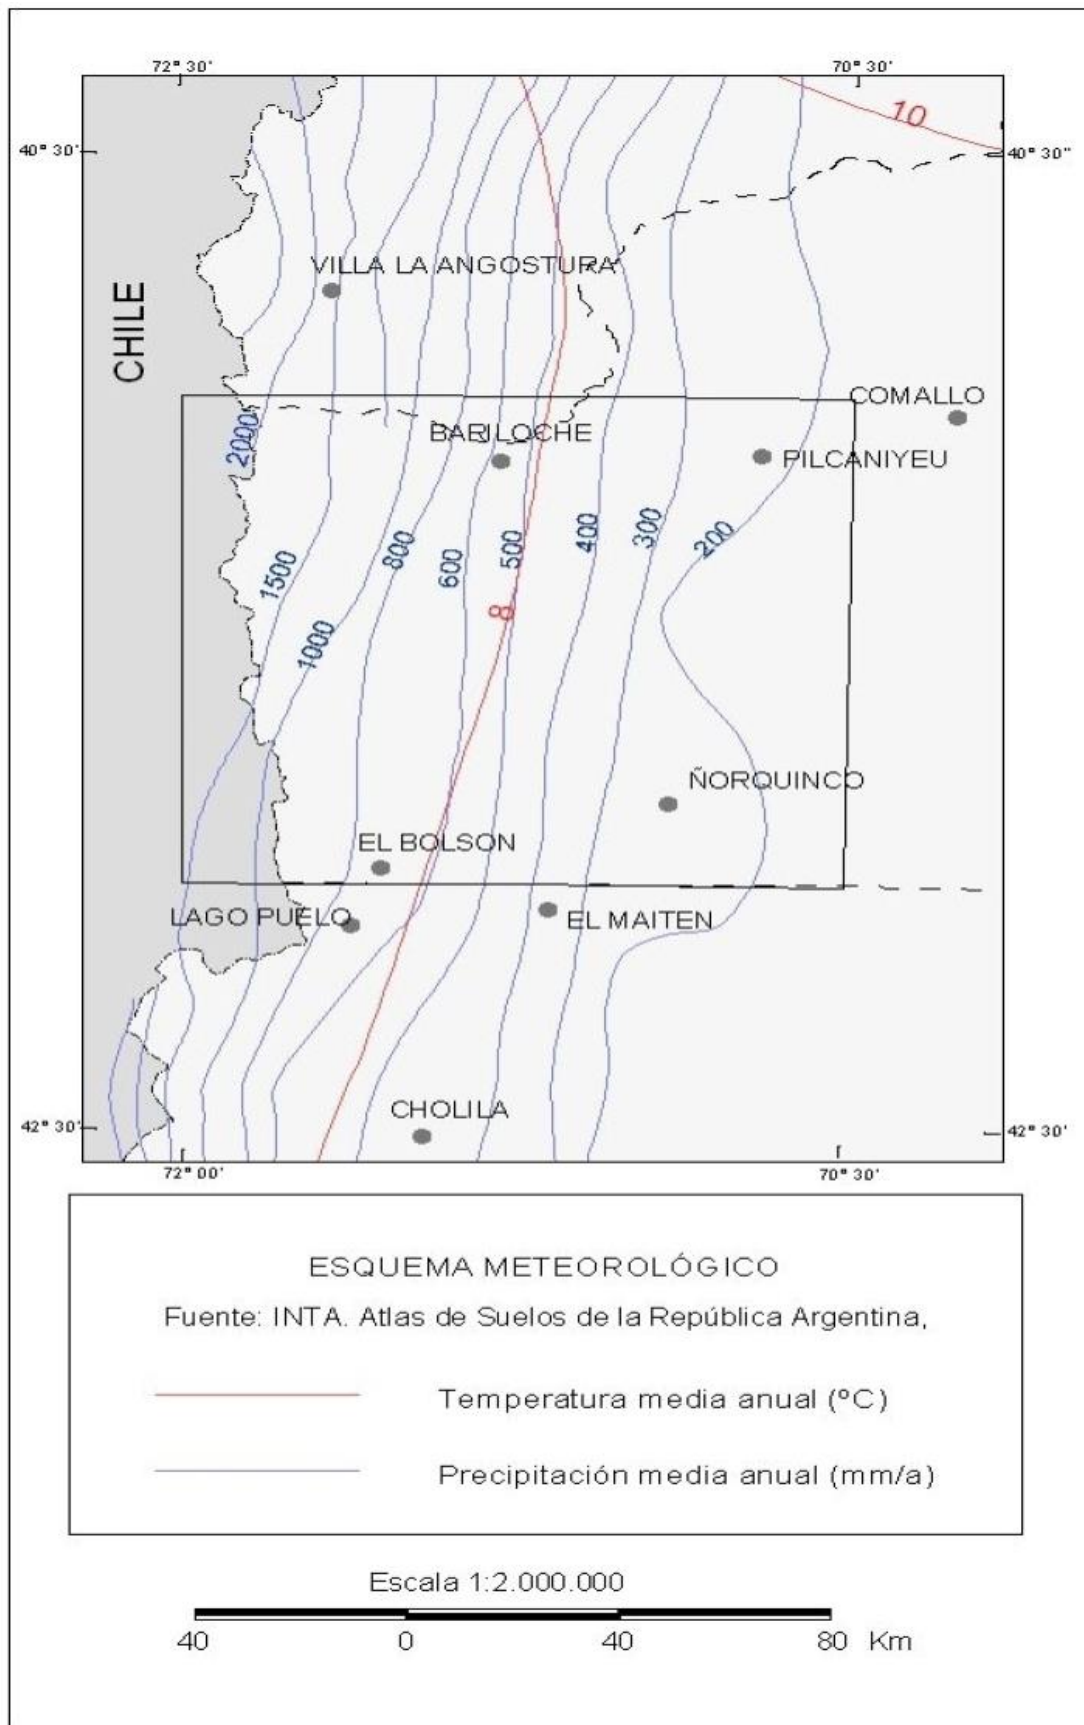 72° 30'
70° 30'
10
40° 30'
40° 30"
VILLA LA ANGOSTURA
CHILE
COMALLO
2000
BARILOCHE
PILCANIYEU
1500
800
600
500
400
300
200
1000
8
ÑORQUINCO
EL BOLSON
LAGO PUELO
EL MAITEN
CHOLILA
42° 30'
42° 30'
72° 00'
70° 30'
ESQUEMA METEOROLÓGICO
Fuente: INTA. Atlas de Suelos de la República Argentina,
Temperatura media anual (ºC)
Precipitación media anual (mm/a)
Escala 1:2.000.000
40 0 40 80 Km